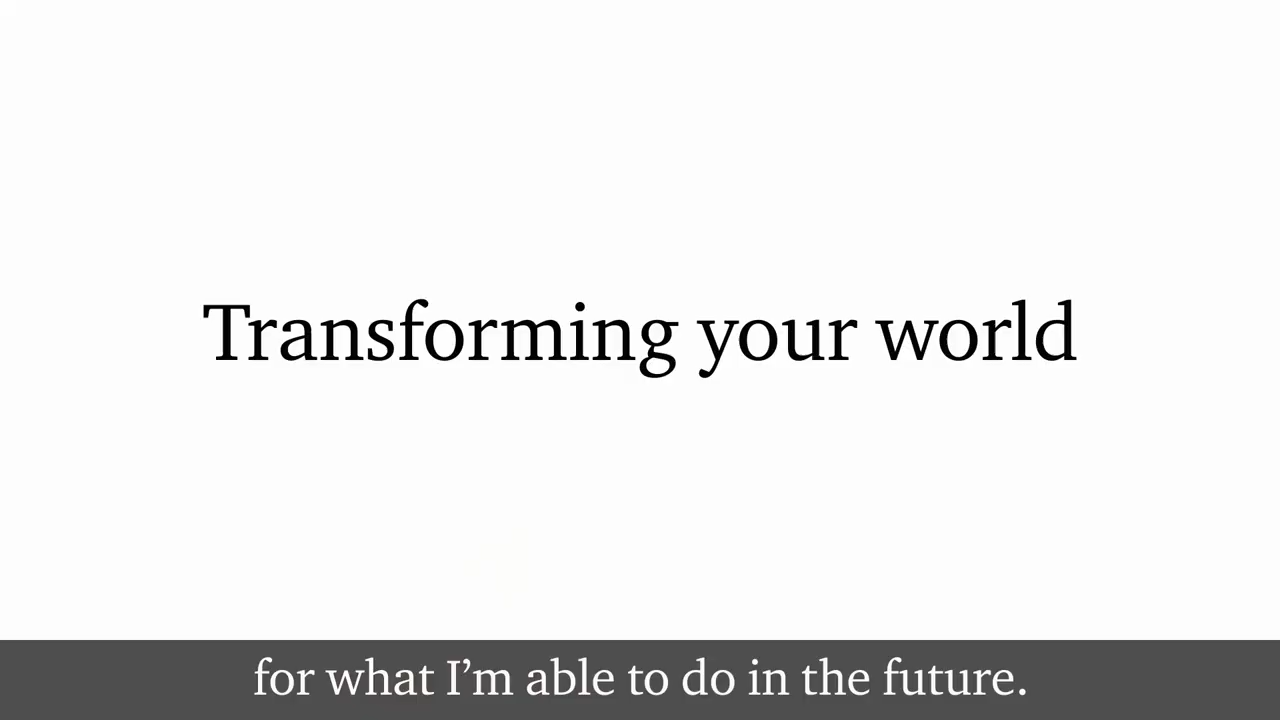 Transforming your world
for what I’m able to do in the future.